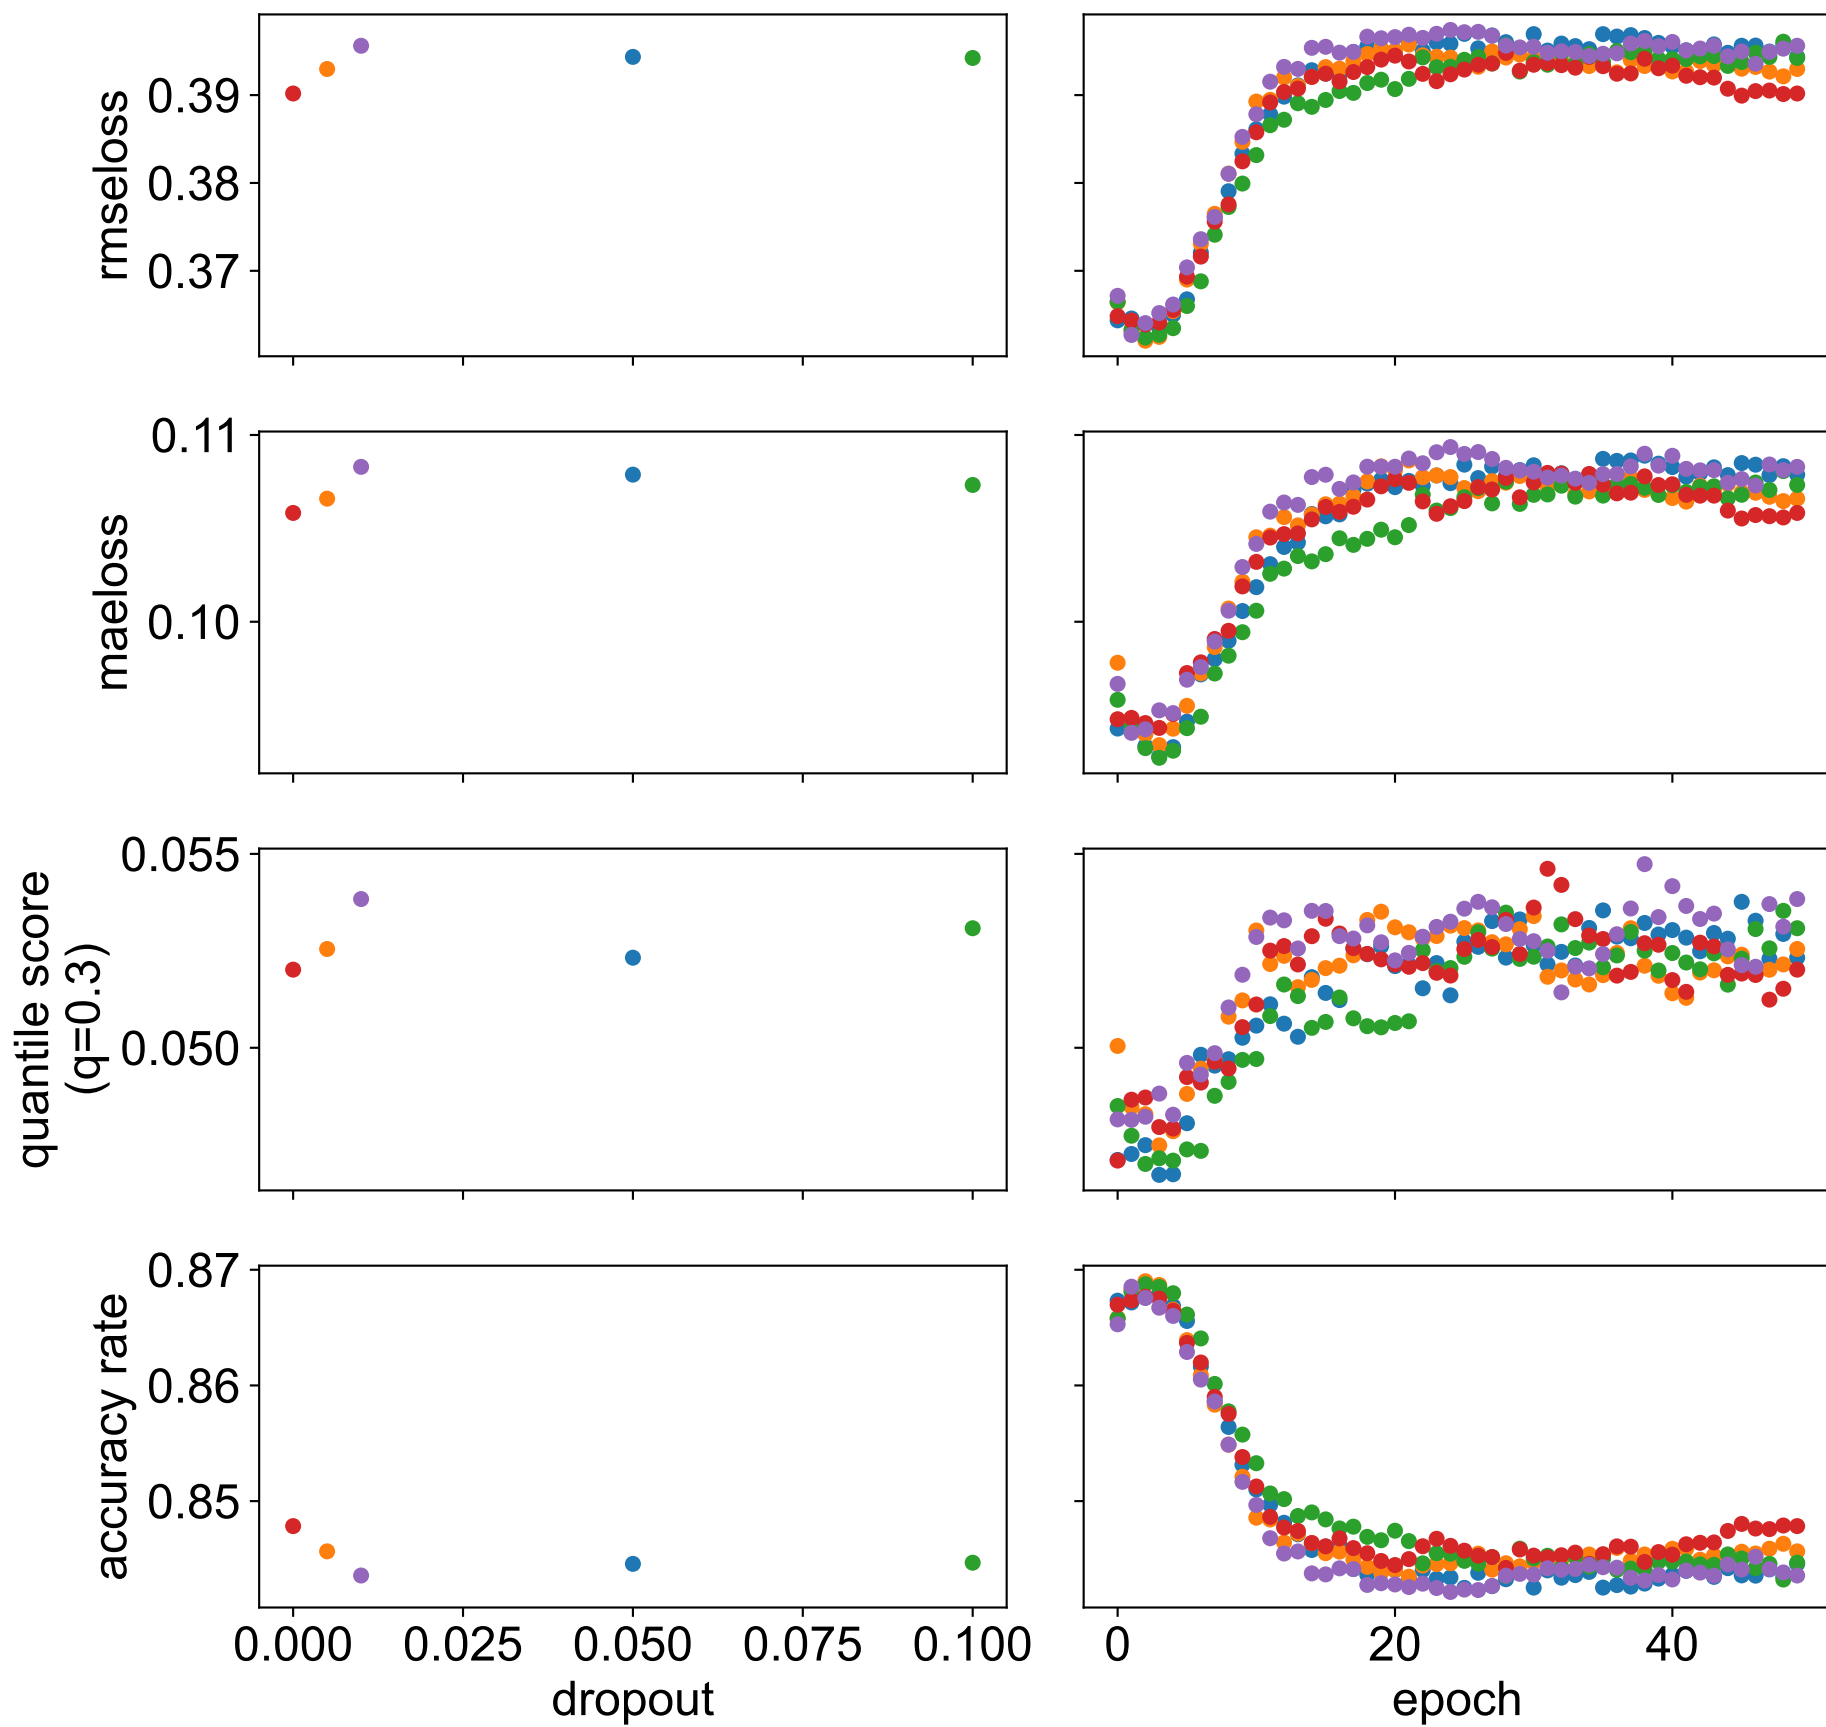 rmseloss
0.39
0.38
0.37
maeloss
0.11
0.10
quantile score
(q=0.3)
0.055
0.050
accuracy rate
0.87
0.86
0.85
0.000 0.025 0.050 0.075 0.100
dropout
0 20 40
epoch